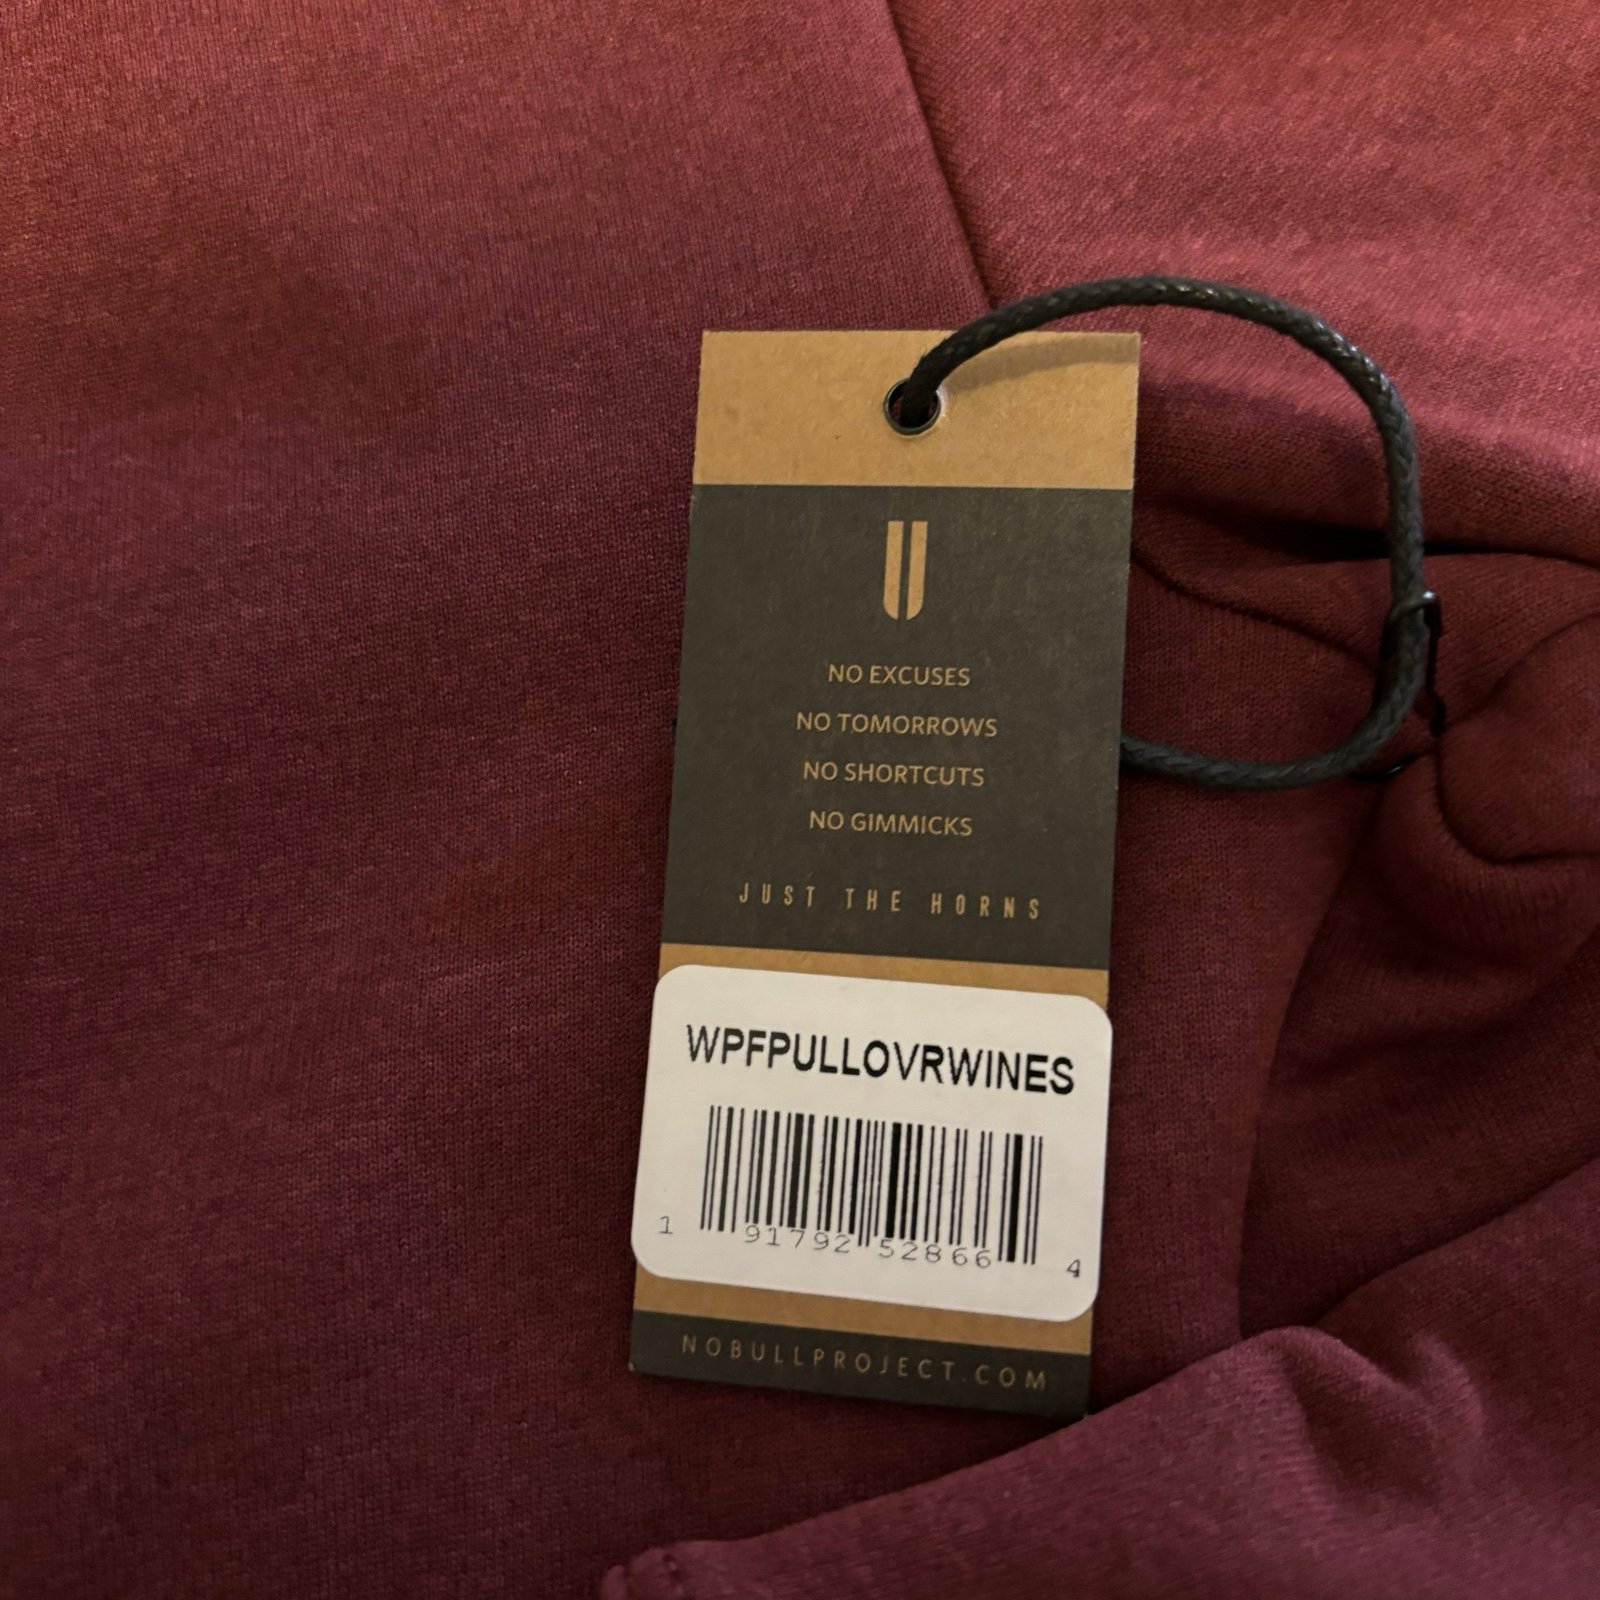 NO EXCUSES
NO TOMORROWS
NO SHORTCUTS
NO GIMMICKS
JUST THE HORNS
WPFPULLOVRWINES
1 91792 52866 4
NOBULLPROJECT.COM